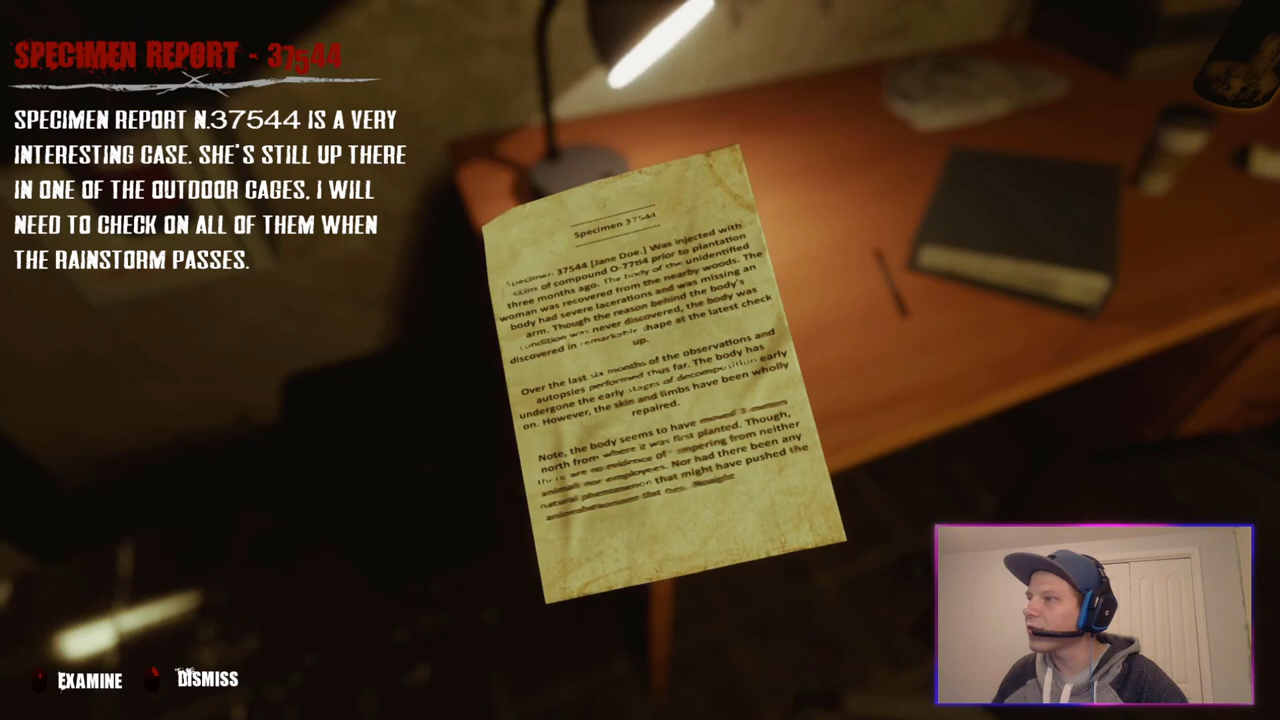 SPECIMEN REPORT - 37544
SPECIMEN REPORT N.37544 IS A VERY
INTERESTING CASE. SHE'S STILL UP THERE
IN ONE OF THE OUTDOOR CAGES. I WILL
NEED TO CHECK ON ALL OF THEM WHEN
THE RAINSTORM PASSES.
Specimen 37544
Specimen 37544 [Jane Doe.] Was injected with
of compound prior to plantation
three months ago. The body of the unidentified
woman was recovered from the nearby woods. The
body had severe lacerations and was missing an
arm. Though the reason behind the body's
condition was never discovered, the body was
discovered in remarkable shape at the latest check
up.
Over the last six months of the observations and
autopsies performed thus far. The body has
undergone the early stages of decomposition early
on. However, the skin and limbs have been wholly
repaired.
Note, the body seems to have moved
north from where it was first planted. Though,
there are no evidence of tampering from neither
animals nor employees. Nor had there been any
natural phenomenon that might have pushed the
EXAMINE
DISMISS